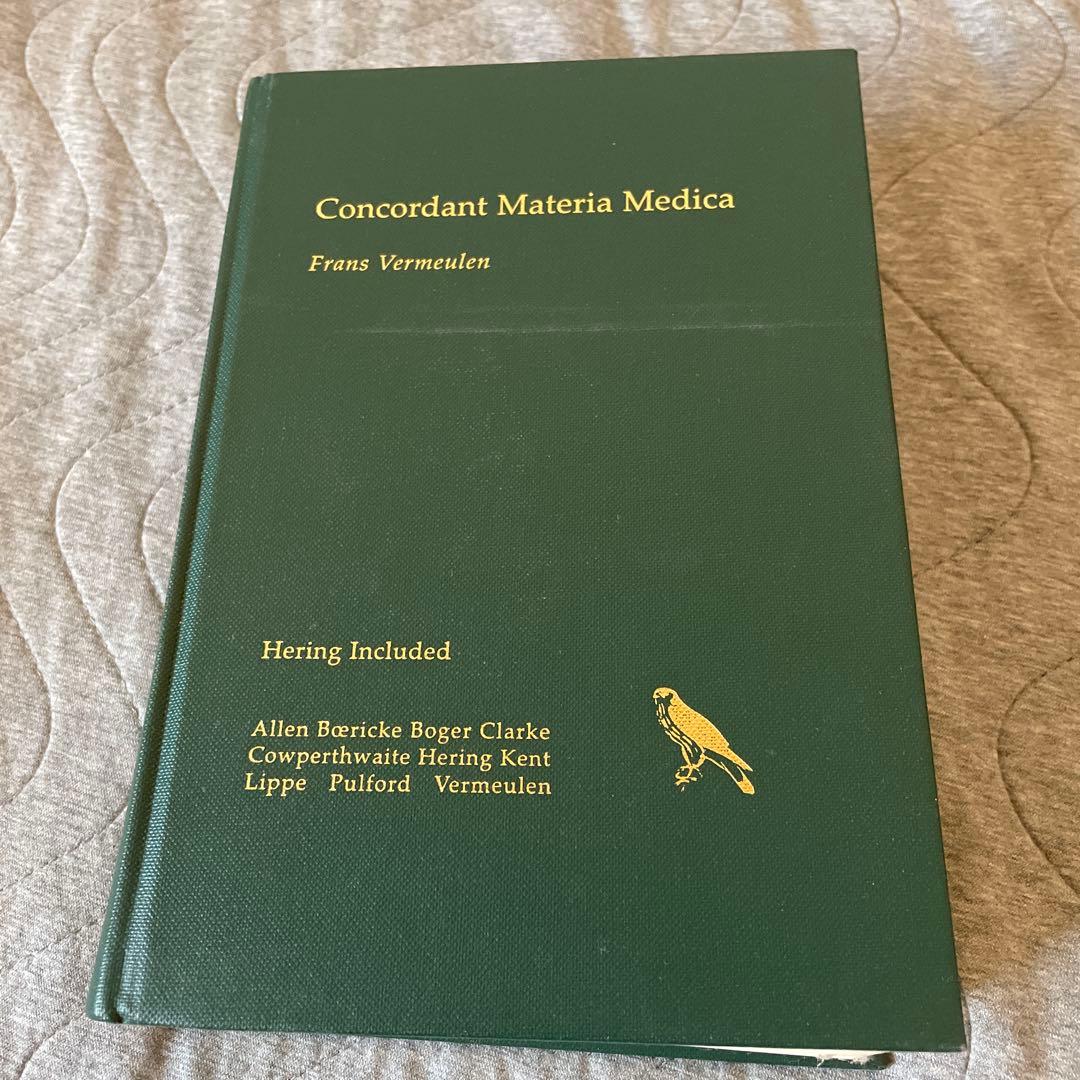 Concordant Materia Medica
Frans Vermeulen
Hering Included
Allen Bœricke Boger Clarke
Cowperthwaite Hering Kent
Lippe Pulford Vermeulen